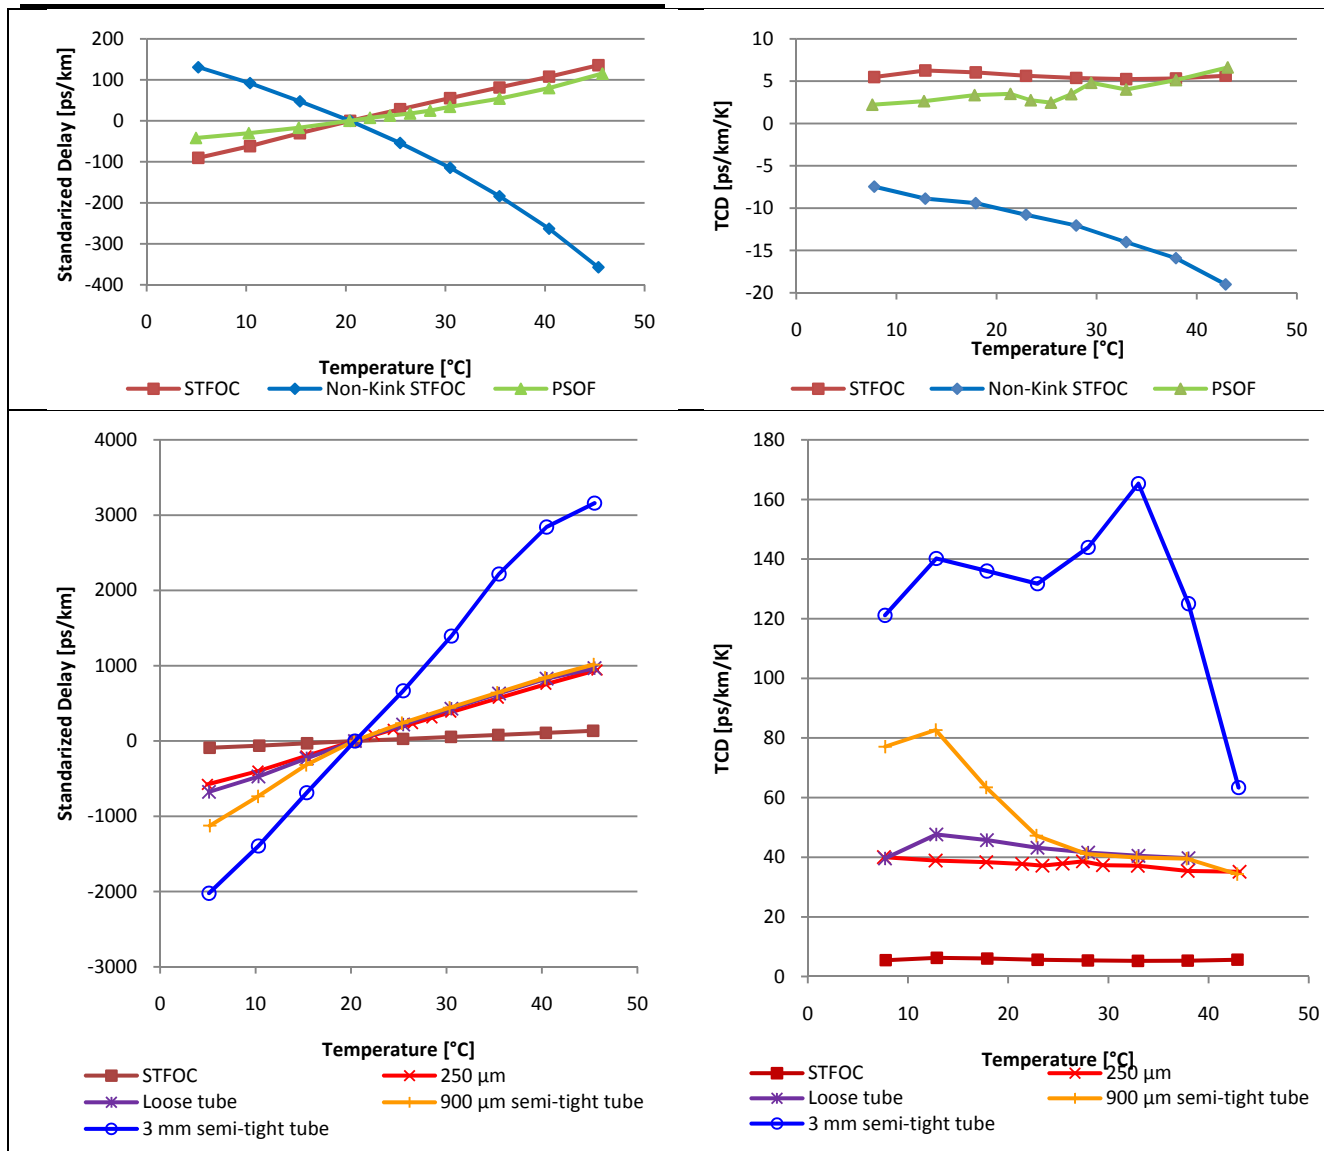 200
100
0
-100
-200
-300
-400
Standarized Delay [ps/km]
0 10 20 30 40 50
Temperature [°C]
STFOC Non-Kink STFOC PSOF
10
5
0
-5
-10
-15
-20
TCD [ps/km/K]
0 10 20 30 40 50
Temperature [°C]
STFOC Non-Kink STFOC PSOF
4000
3000
2000
1000
0
-1000
-2000
-3000
Standarized Delay [ps/km]
0 10 20 30 40 50
Temperature [°C]
STFOC 250 µm
Loose tube 900 µm semi-tight tube
3 mm semi-tight tube
180
160
140
120
100
80
60
40
20
0
TCD [ps/km/K]
0 10 20 30 40 50
Temperature [°C]
STFOC 250 µm
Loose tube 900 µm semi-tight tube
3 mm semi-tight tube